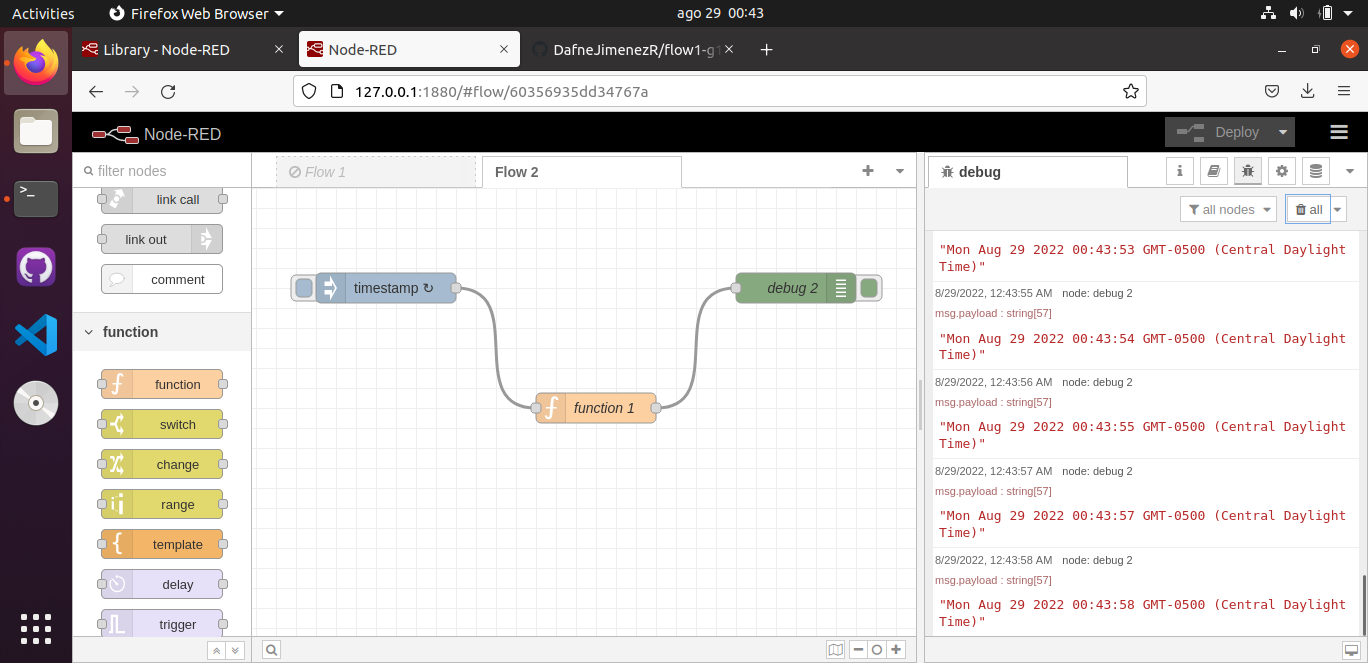 Activities
Firefox Web Browser
ago 29 00:43
Library - Node-RED
Node-RED
DafneJimenezR/flow1-g
127.0.0.1:1880/#flow/60356935dd34767a
Node-RED
Deploy
filter nodes
link call
link out
comment
function
function
switch
change
range
template
delay
trigger
Flow 1
Flow 2
timestamp ↻
function 1
debug 2
debug
all nodes
all
"Mon Aug 29 2022 00:43:53 GMT-0500 (Central Daylight
Time)"
8/29/2022, 12:43:55 AM node: debug 2
msg.payload : string[57]
"Mon Aug 29 2022 00:43:54 GMT-0500 (Central Daylight
Time)"
8/29/2022, 12:43:56 AM node: debug 2
msg.payload : string[57]
"Mon Aug 29 2022 00:43:55 GMT-0500 (Central Daylight
Time)"
8/29/2022, 12:43:57 AM node: debug 2
msg.payload : string[57]
"Mon Aug 29 2022 00:43:57 GMT-0500 (Central Daylight
Time)"
8/29/2022, 12:43:58 AM node: debug 2
msg.payload : string[57]
"Mon Aug 29 2022 00:43:58 GMT-0500 (Central Daylight
Time)"